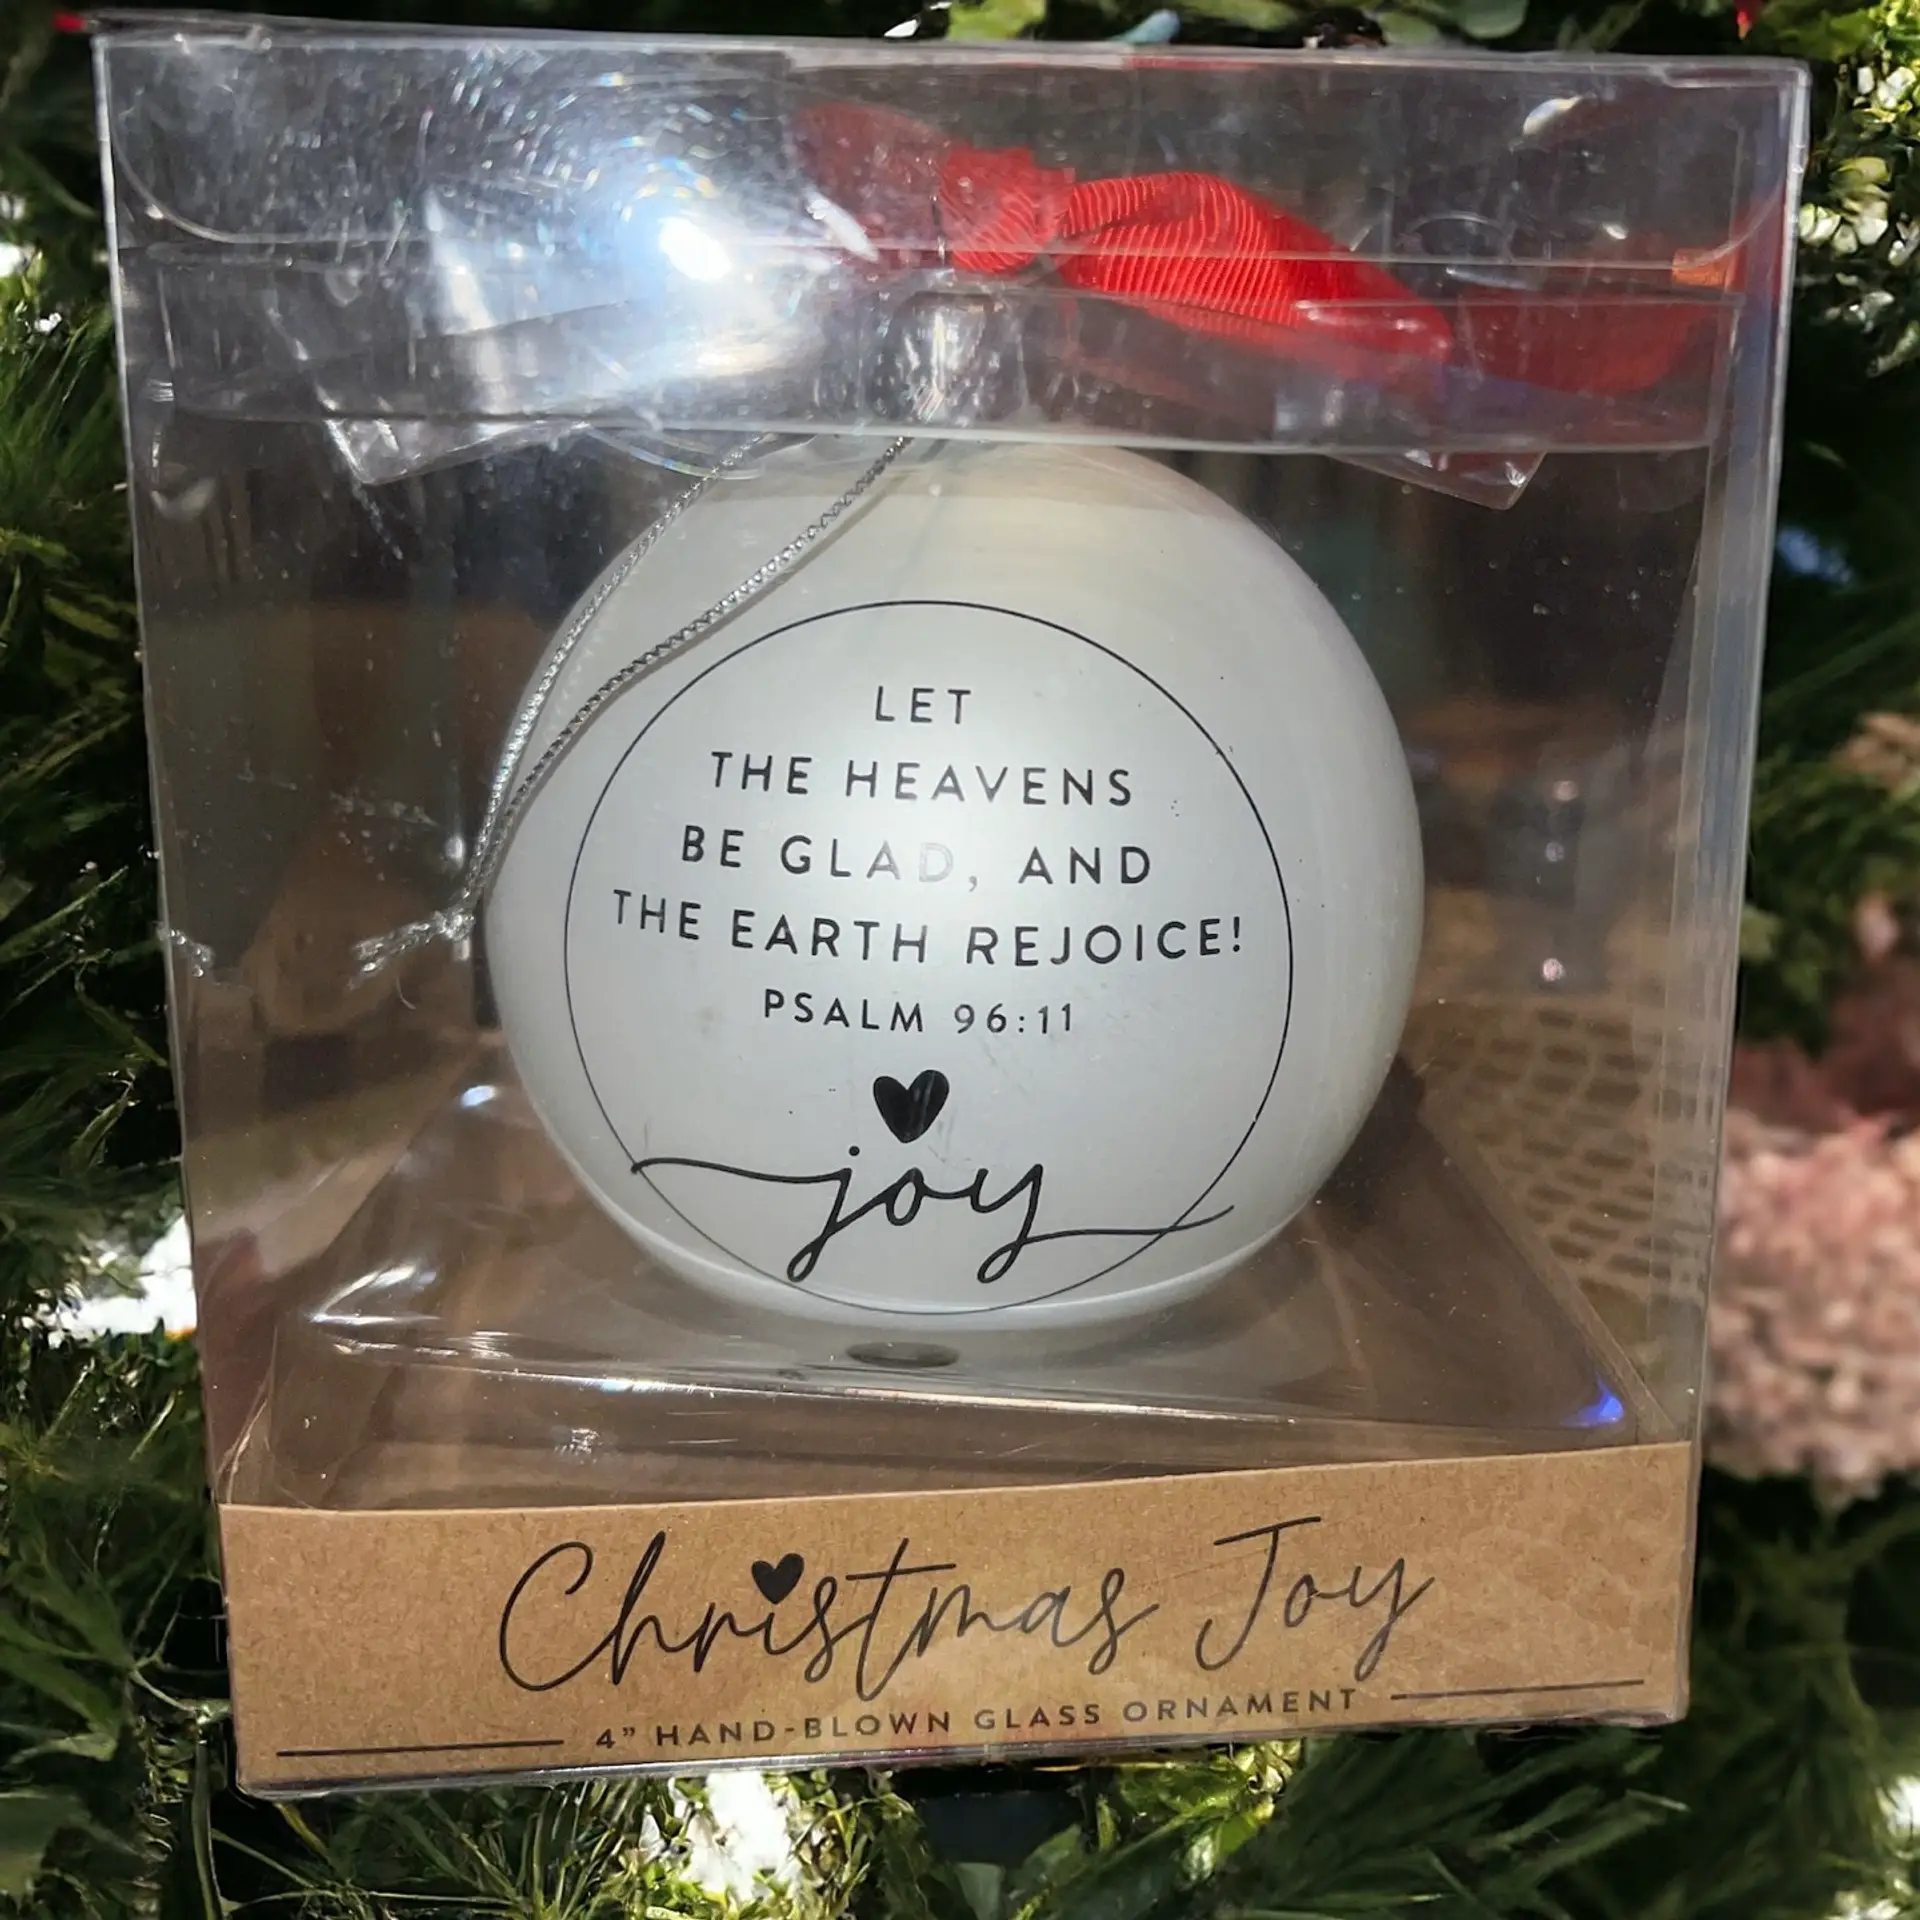 LET
THE HEAVENS
BE GLAD, AND
THE EARTH REJOICE!
PSALM 96:11
joy
Christmas Joy
4” HAND-BLOWN GLASS ORNAMENT